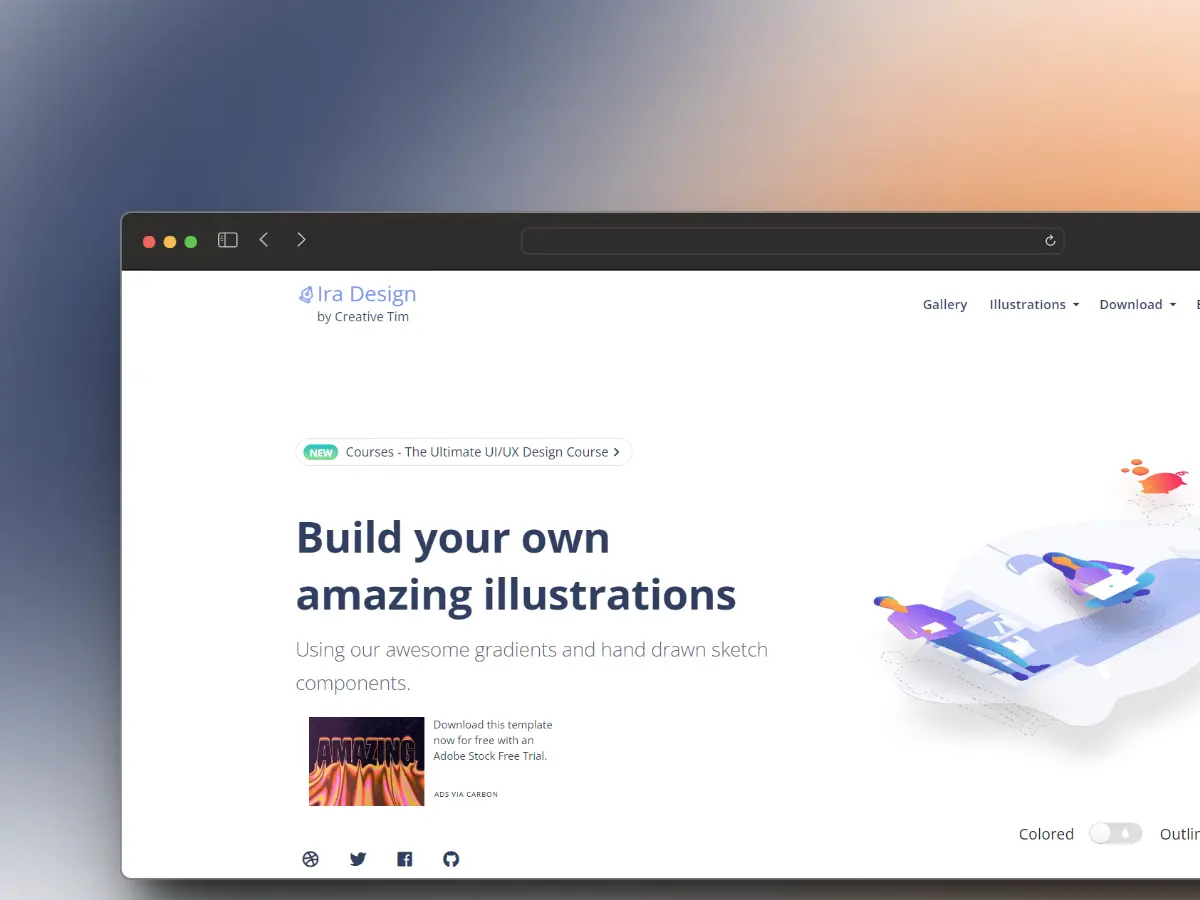 Ira Design
by Creative Tim
Gallery Illustrations Download
NEW Courses - The Ultimate UI/UX Design Course
Build your own
amazing illustrations
Using our awesome gradients and hand drawn sketch
components.
AMAZING
Download this template
now for free with an
Adobe Stock Free Trial.
ADS VIA CARBON
Colored